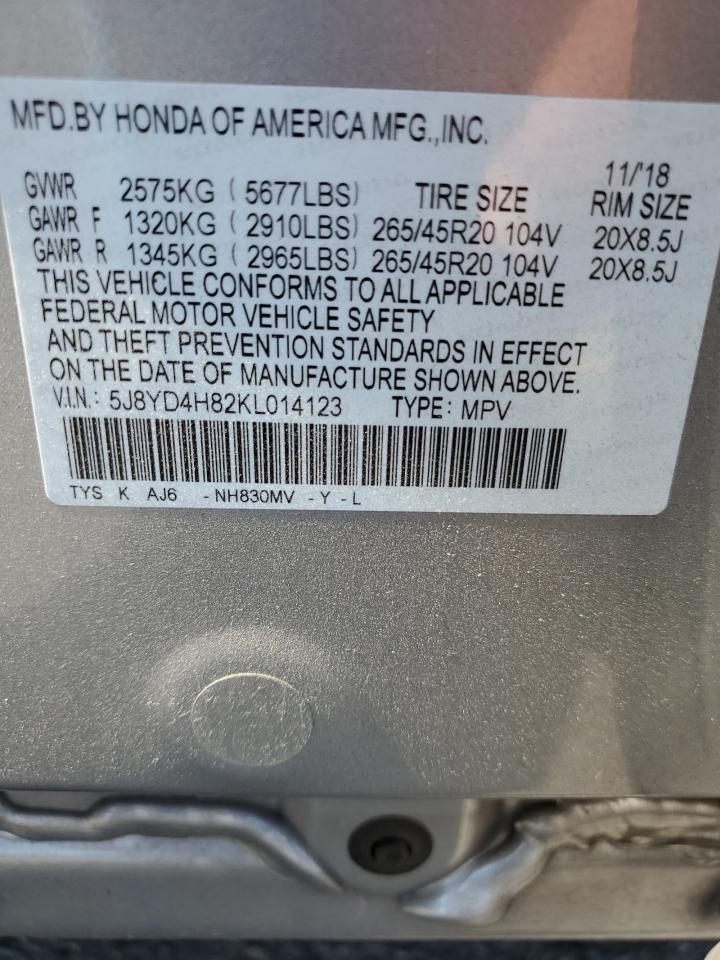 MFD.BY HONDA OF AMERICA MFG.,INC.
11/'18
GVWR 2575KG ( 5677LBS) TIRE SIZE RIM SIZE
GAWR F 1320KG ( 2910LBS) 265/45R20 104V 20X8.5J
GAWR R 1345KG ( 2965LBS) 265/45R20 104V 20X8.5J
THIS VEHICLE CONFORMS TO ALL APPLICABLE
FEDERAL MOTOR VEHICLE SAFETY
AND THEFT PREVENTION STANDARDS IN EFFECT
ON THE DATE OF MANUFACTURE SHOWN ABOVE.
V.I.N.: 5J8YD4H82KL014123 TYPE: MPV
TYS K AJ6 -NH830MV -Y -L